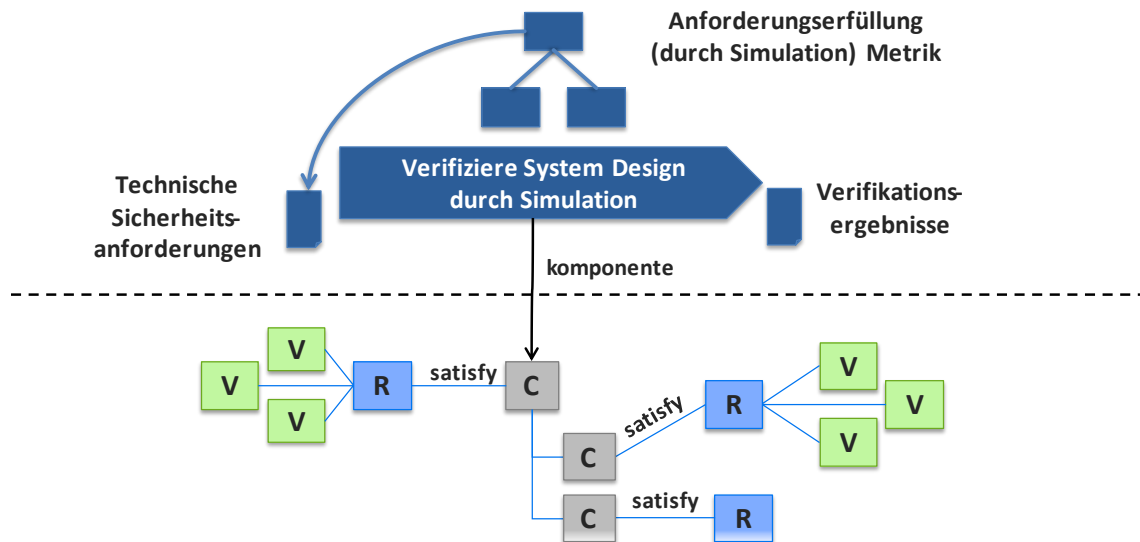 Anforderungserfüllung
(durch Simulation) Metrik
Verifiziere System Design
durch Simulation
Technische
Sicherheits-
anforderungen
Verifikations-
ergebnisse
komponente
V
V
R
satisfy
C
V
V
satisfy
R
V
V
C
C
satisfy
R